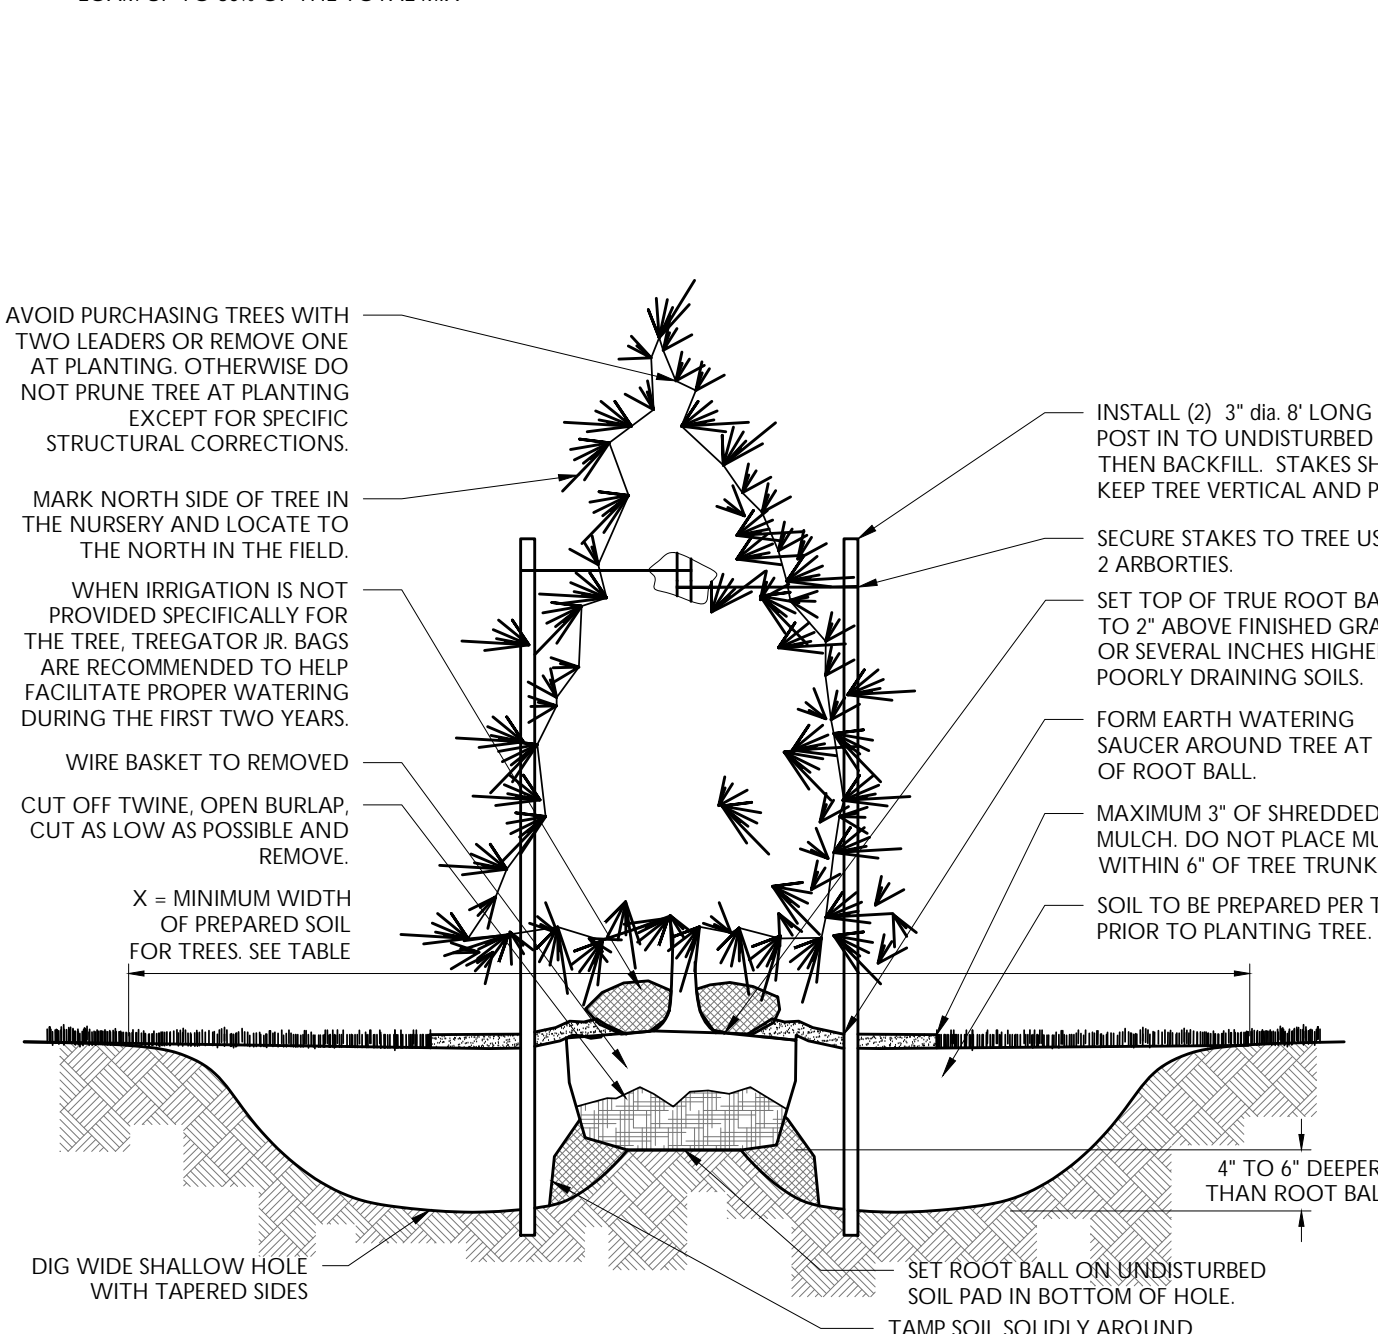 AVOID PURCHASING TREES WITH
TWO LEADERS OR REMOVE ONE
AT PLANTING. OTHERWISE DO
NOT PRUNE TREE AT PLANTING
EXCEPT FOR SPECIFIC
STRUCTURAL CORRECTIONS.
MARK NORTH SIDE OF TREE IN
THE NURSERY AND LOCATE TO
THE NORTH IN THE FIELD.
WHEN IRRIGATION IS NOT
PROVIDED SPECIFICALLY FOR
THE TREE, TREEGATOR JR. BAGS
ARE RECOMMENDED TO HELP
FACILITATE PROPER WATERING
DURING THE FIRST TWO YEARS.
WIRE BASKET TO REMOVED
CUT OFF TWINE, OPEN BURLAP,
CUT AS LOW AS POSSIBLE AND
REMOVE.
X = MINIMUM WIDTH
OF PREPARED SOIL
FOR TREES. SEE TABLE
DIG WIDE SHALLOW HOLE
WITH TAPERED SIDES
INSTALL (2) 3" dia. 8' LONG
POST IN TO UNDISTURBED
THEN BACKFILL. STAKES
KEEP TREE VERTICAL AND
SECURE STAKES TO TREE
2 ARBORTIES.
SET TOP OF TRUE ROOT
TO 2" ABOVE FINISHED
OR SEVERAL INCHES
POORLY DRAINING SOILS.
FORM EARTH WATERING
SAUCER AROUND TREE AT
OF ROOT BALL.
MAXIMUM 3" OF SHREDDED
MULCH. DO NOT PLACE
WITHIN 6" OF TREE TRUNK
SOIL TO BE PREPARED PER
PRIOR TO PLANTING TREE.
4" TO 6" DEEPER
THAN ROOT
SET ROOT BALL ON UNDISTURBED
SOIL PAD IN BOTTOM OF HOLE.
TAMP SOIL SOLIDLY AROUND